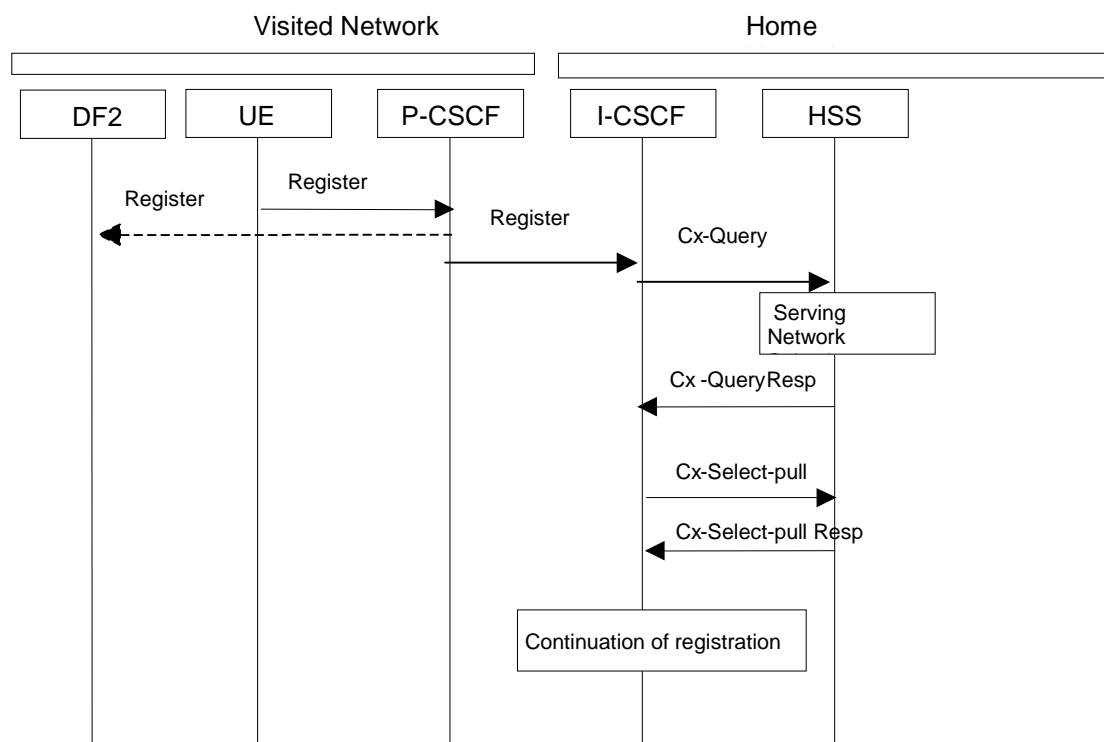 Visited Network
Home
DF2
UE
P-CSCF
I-CSCF
HSS
Register
Register
Register
Cx-Query
Serving
Network
Cx -QueryResp
Cx-Select-pull
Cx-Select-pull Resp
Continuation of registration